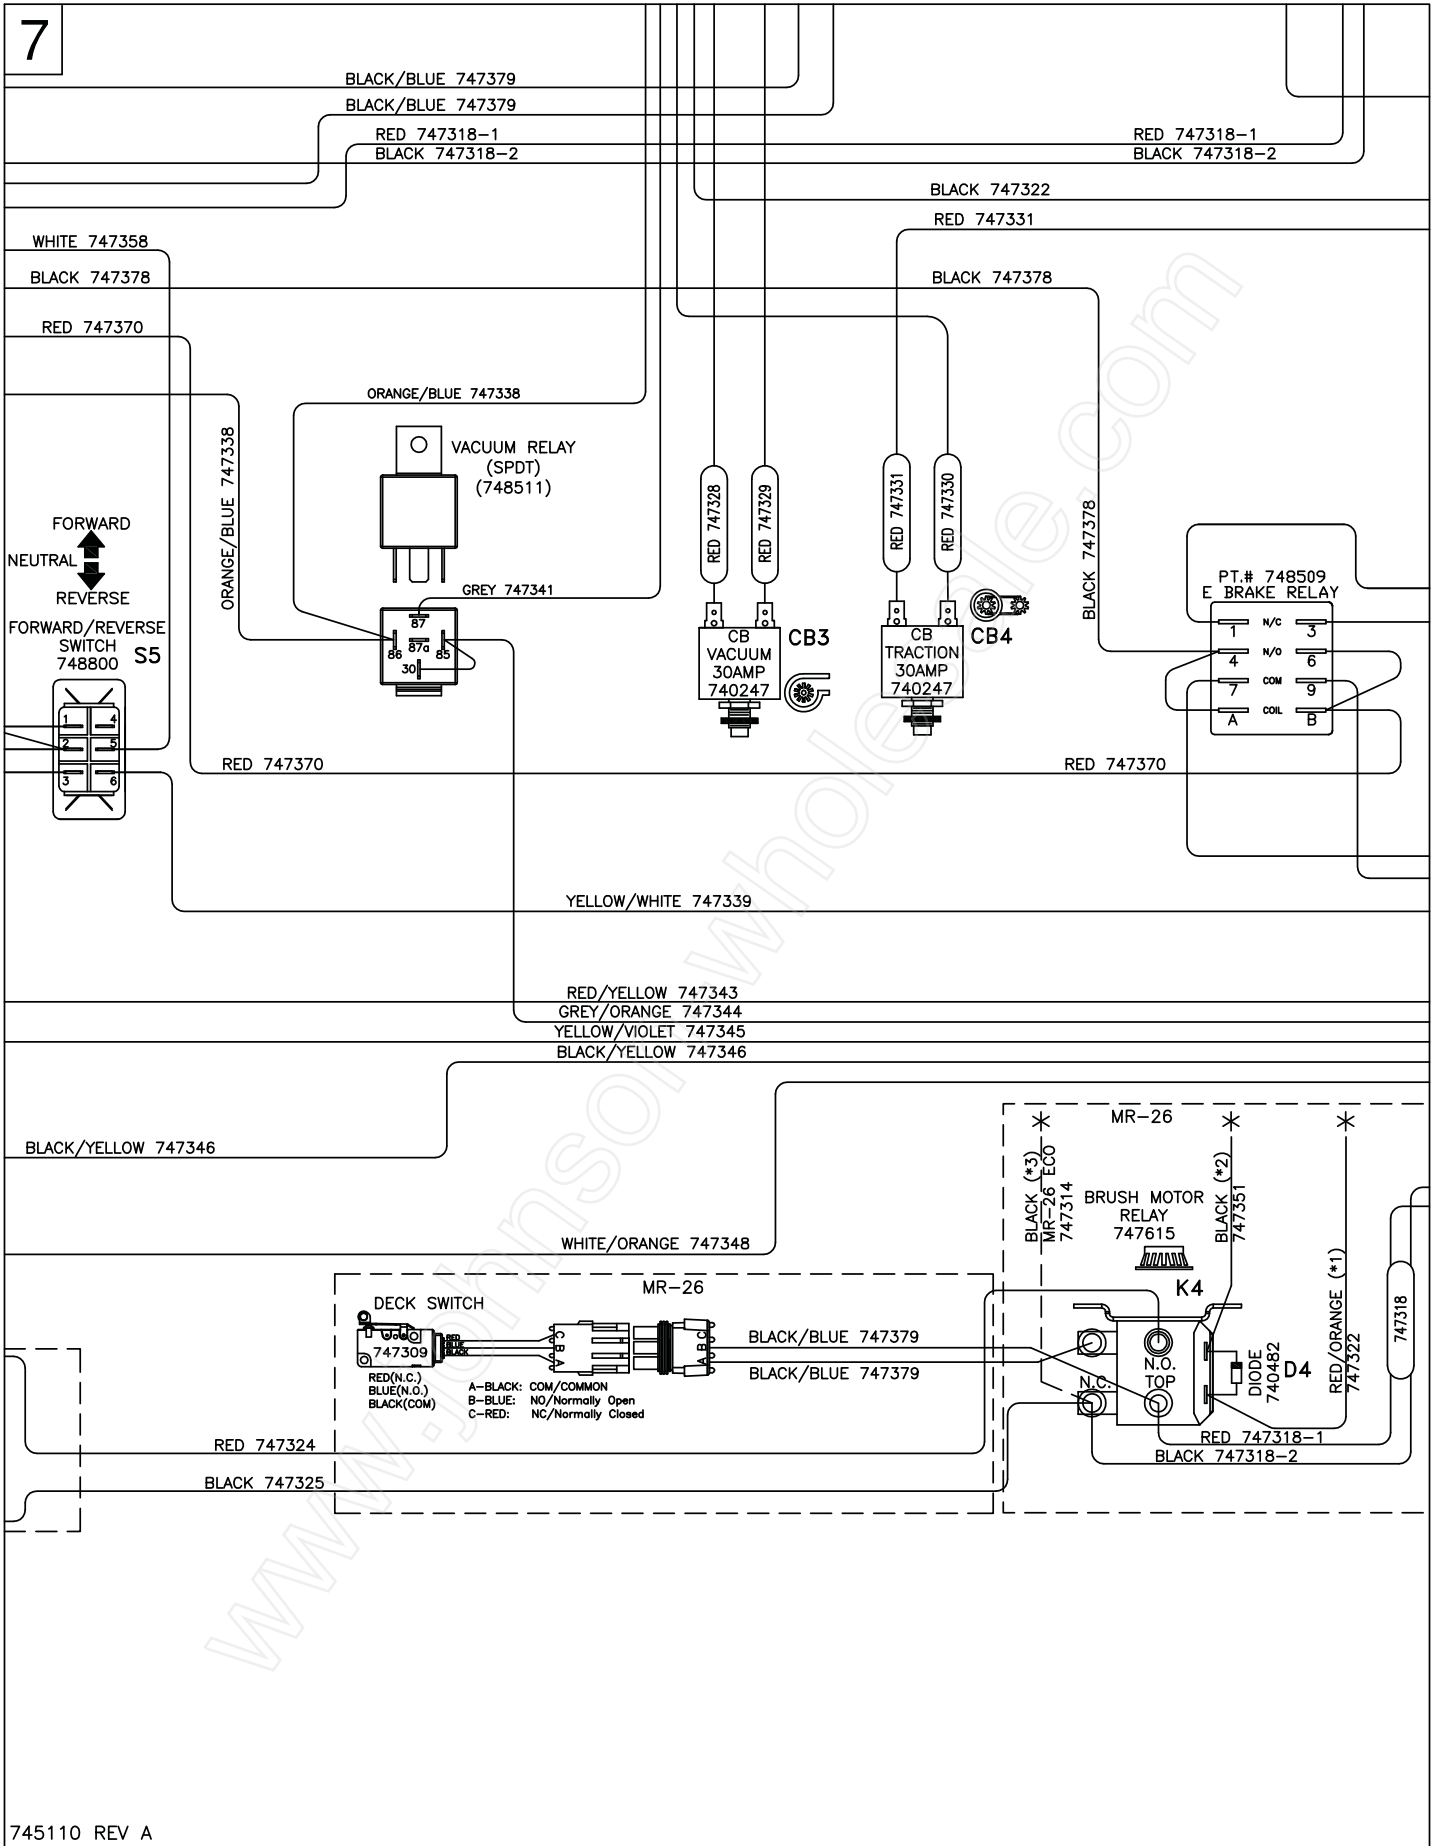 7
BLACK/BLUE 747379
BLACK/BLUE 747379
RED 747318-1
BLACK 747318-2
RED 747318-1
BLACK 747318-2
BLACK 747322
RED 747331
WHITE 747358
BLACK 747378
BLACK 747378
RED 747370
ORANGE/BLUE 747338
ORANGE/BLUE 747338
VACUUM RELAY
(SPDT)
(748511)
RED 747328
RED 747329
RED 747331
RED 747330
BLACK 747378
FORWARD
NEUTRAL
REVERSE
FORWARD/REVERSE
SWITCH
748800
S5
1 4
2 5
3 6
GREY 747341
87
86 87a 85
30
CB
VACUUM
30AMP
740247
CB3
CB
TRACTION
30AMP
740247
CB4
PT.# 748509
E BRAKE RELAY
1 N/C 3
4 N/O 6
7 COM 9
A COIL B
RED 747370
RED 747370
YELLOW/WHITE 747339
RED/YELLOW 747343
GREY/ORANGE 747344
YELLOW/VIOLET 747345
BLACK/YELLOW 747346
BLACK/YELLOW 747346
WHITE/ORANGE 747348
MR-26
BLACK (*3)
MR-26 ECO
747314
BRUSH MOTOR
RELAY
747615
K4
BLACK (*2)
747351
RED/ORANGE (*1)
747322
747318
N.O.
TOP
N.C.
DIODE
740482
D4
RED 747318-1
BLACK 747318-2
MR-26
DECK SWITCH
747309
RED
BLUE
BLACK
RED(N.C.)
BLUE(N.O.)
BLACK(COM)
C
B
A
C
B
A
A-BLACK: COM/COMMON
B-BLUE: NO/Normally Open
C-RED: NC/Normally Closed
BLACK/BLUE 747379
BLACK/BLUE 747379
RED 747324
BLACK 747325
www.johnsonwholesale.com
745110 REV A